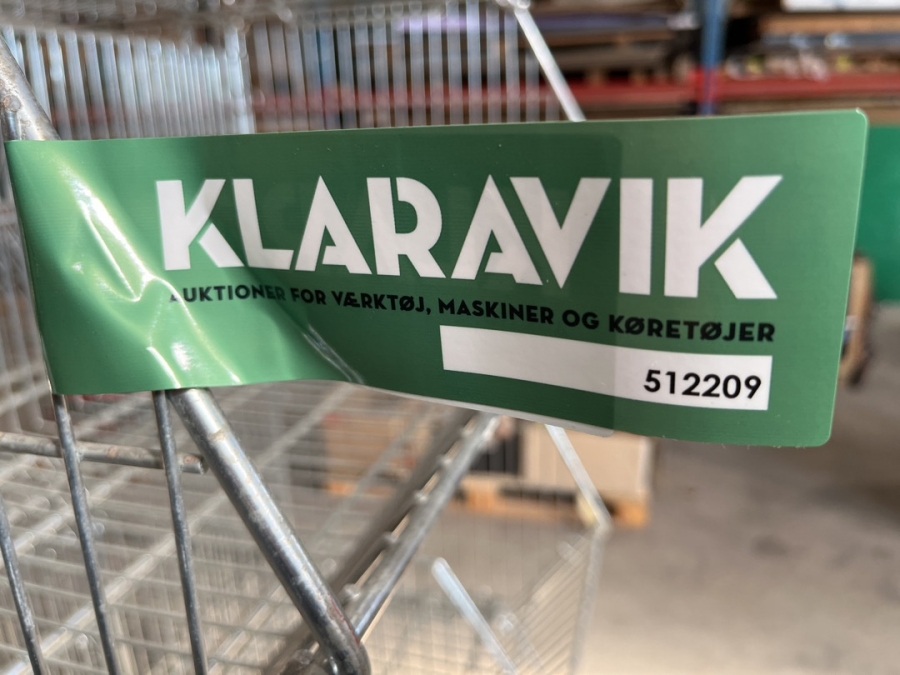 KLARAVIK
AUKTIONER FOR VÆRKTØJ, MASKINER OG KØRETØJER
512209